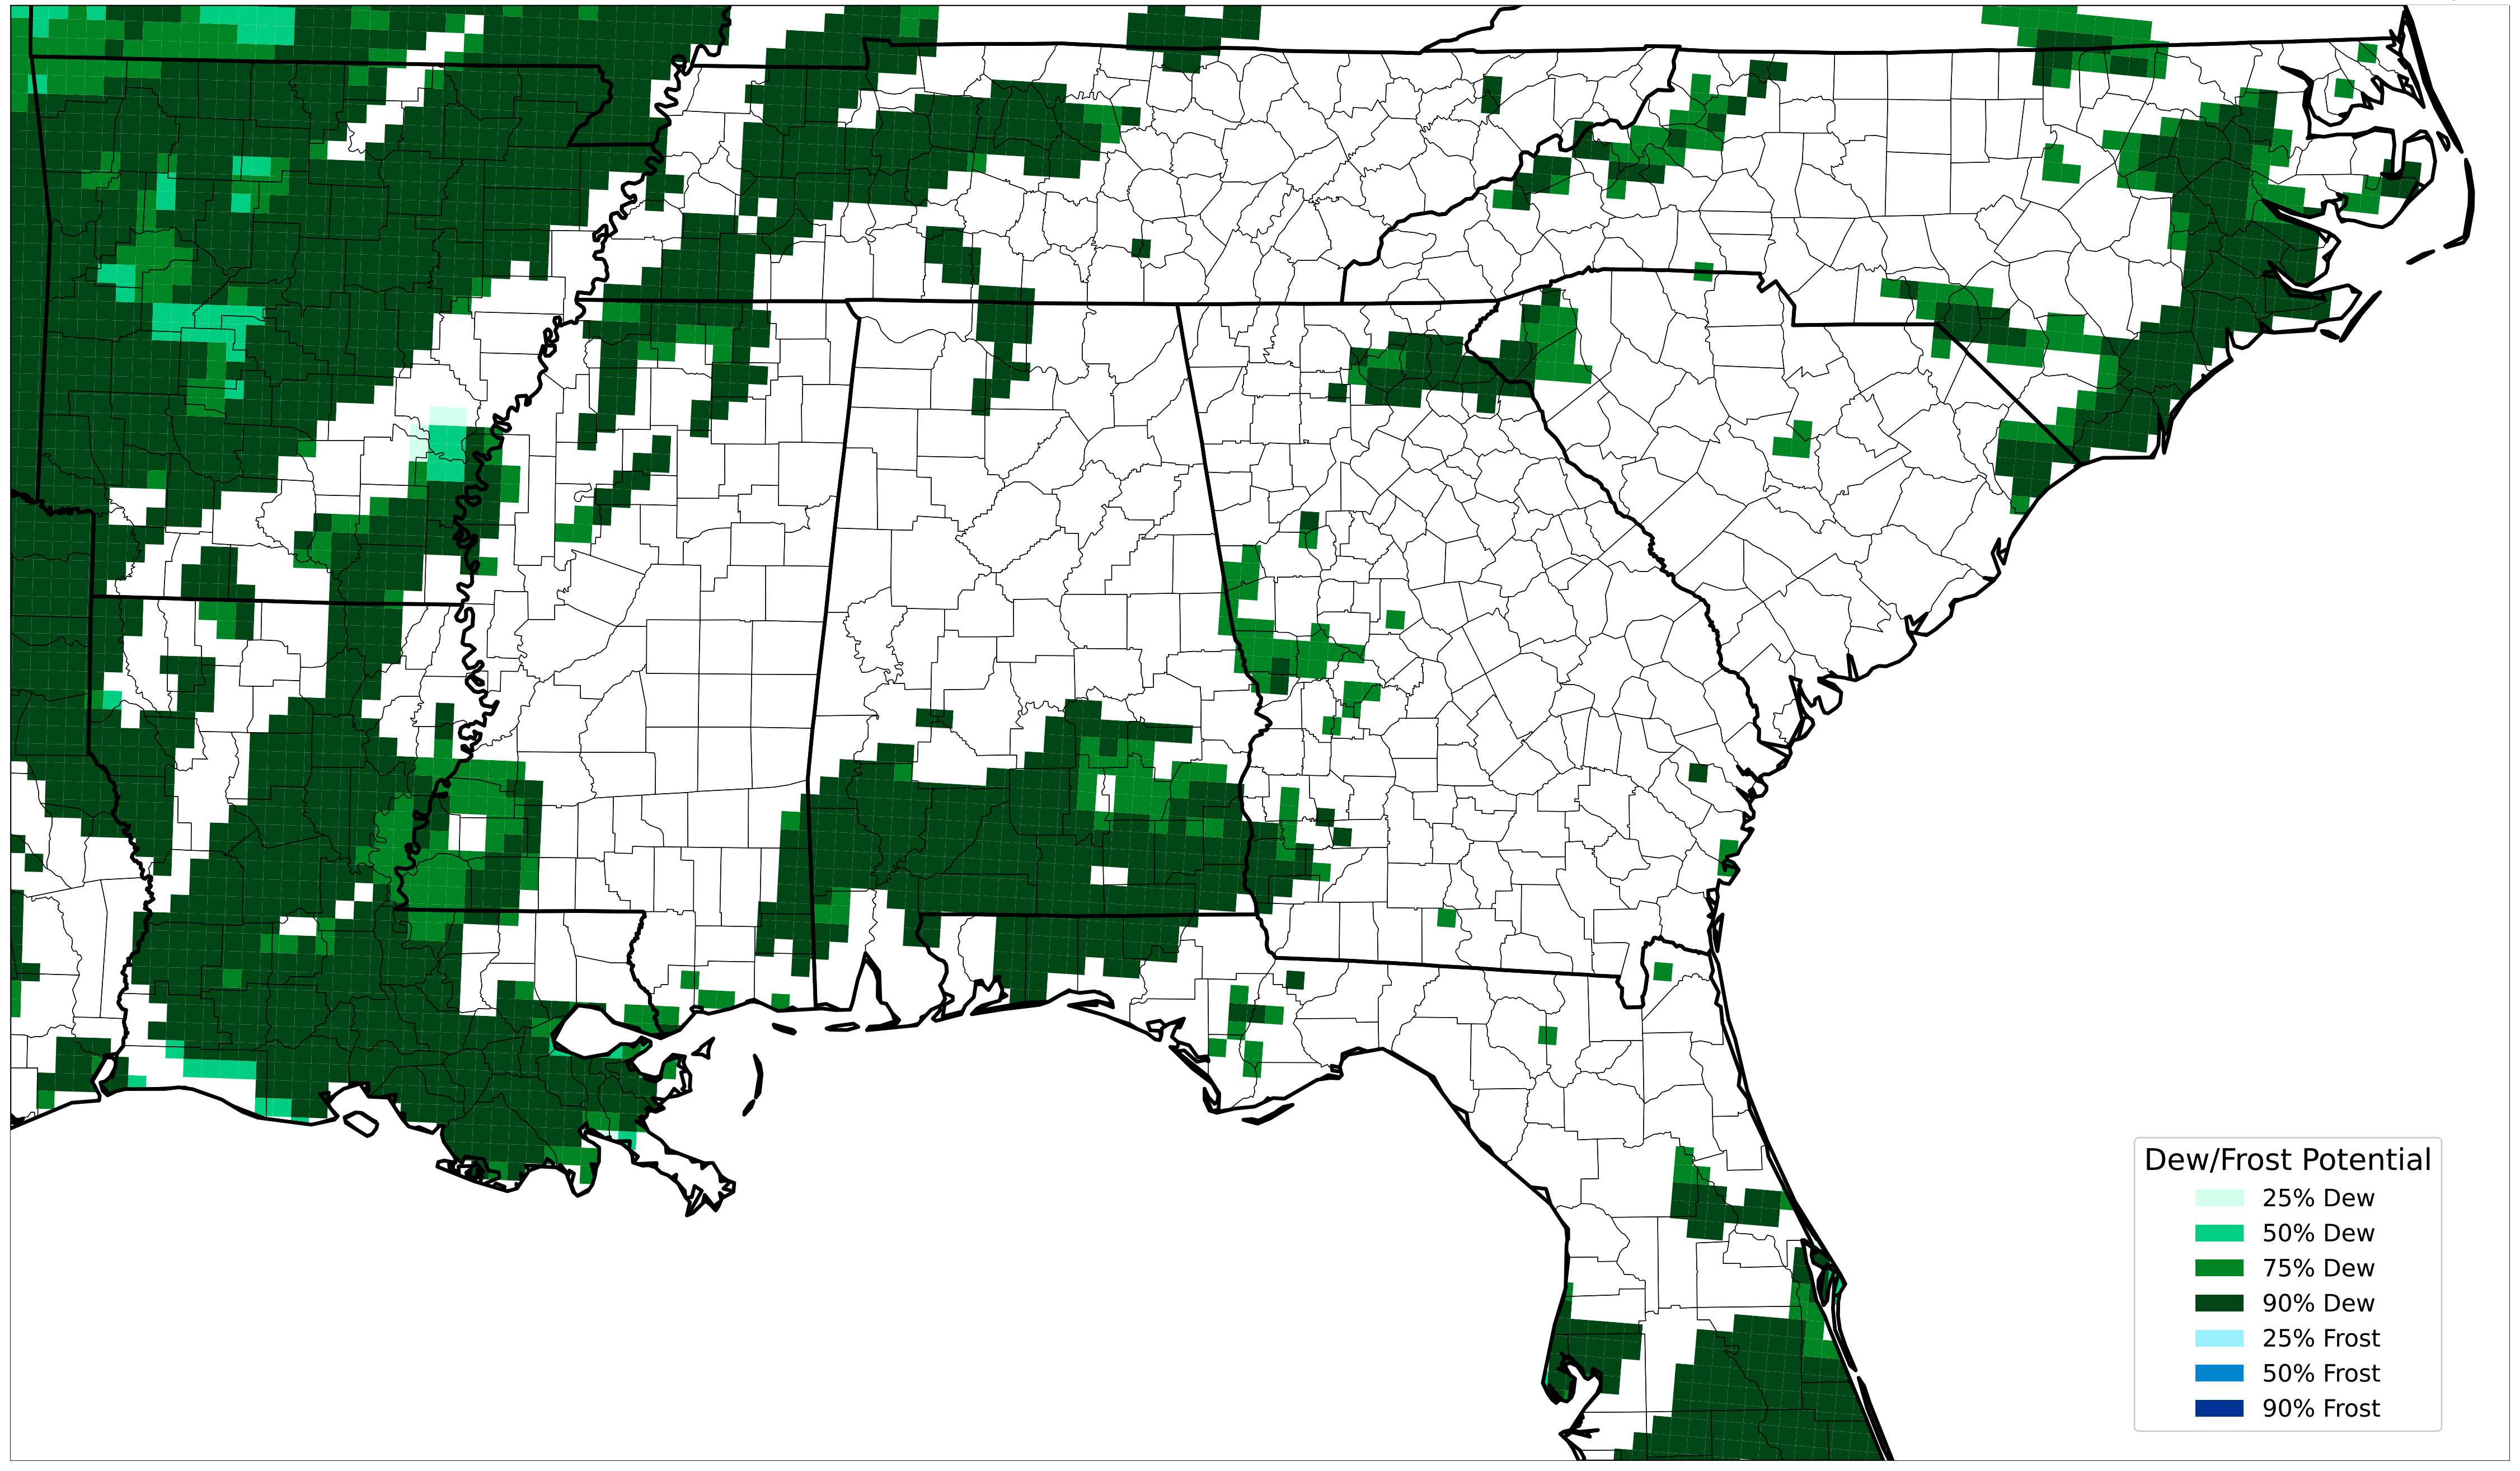 Dew/Frost Potential
25% Dew
50% Dew
75% Dew
90% Dew
25% Frost
50% Frost
90% Frost